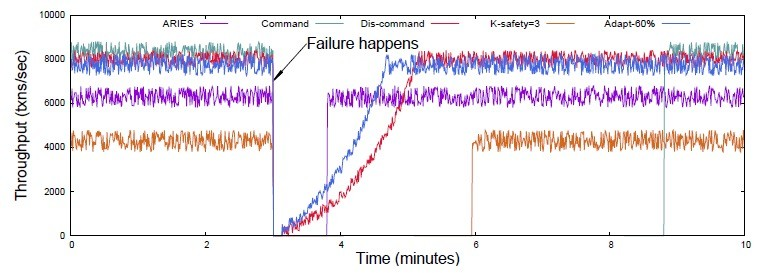 ARIES Command Dis-command K-safety=3 Adapt-60%
Failure happens
Throughput (txns/sec)
10000
8000
6000
4000
2000
0
0 2 4 6 8 10
Time (minutes)